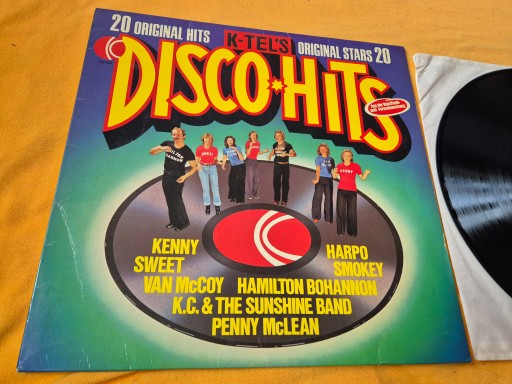 20 ORIGINAL HITS
K-TEL'S
ORIGINAL STARS 20
DISCO HITS
KENNY
SWEET
VAN McCOY
HARPO
SMOKEY
HAMILTON BOHANNON
K.C. & THE SUNSHINE BAND
PENNY McLEAN